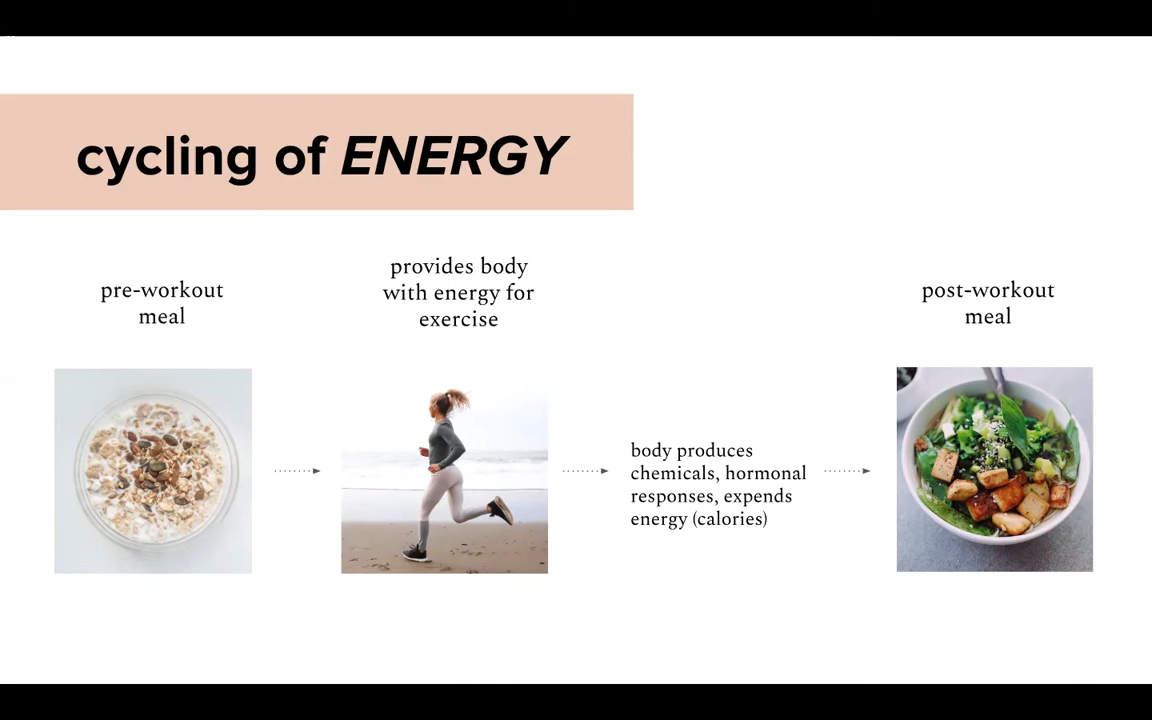 cycling of ENERGY
pre-workout
meal
provides body
with energy for
exercise
body produces
chemicals, hormonal
responses, expends
energy (calories)
post-workout
meal